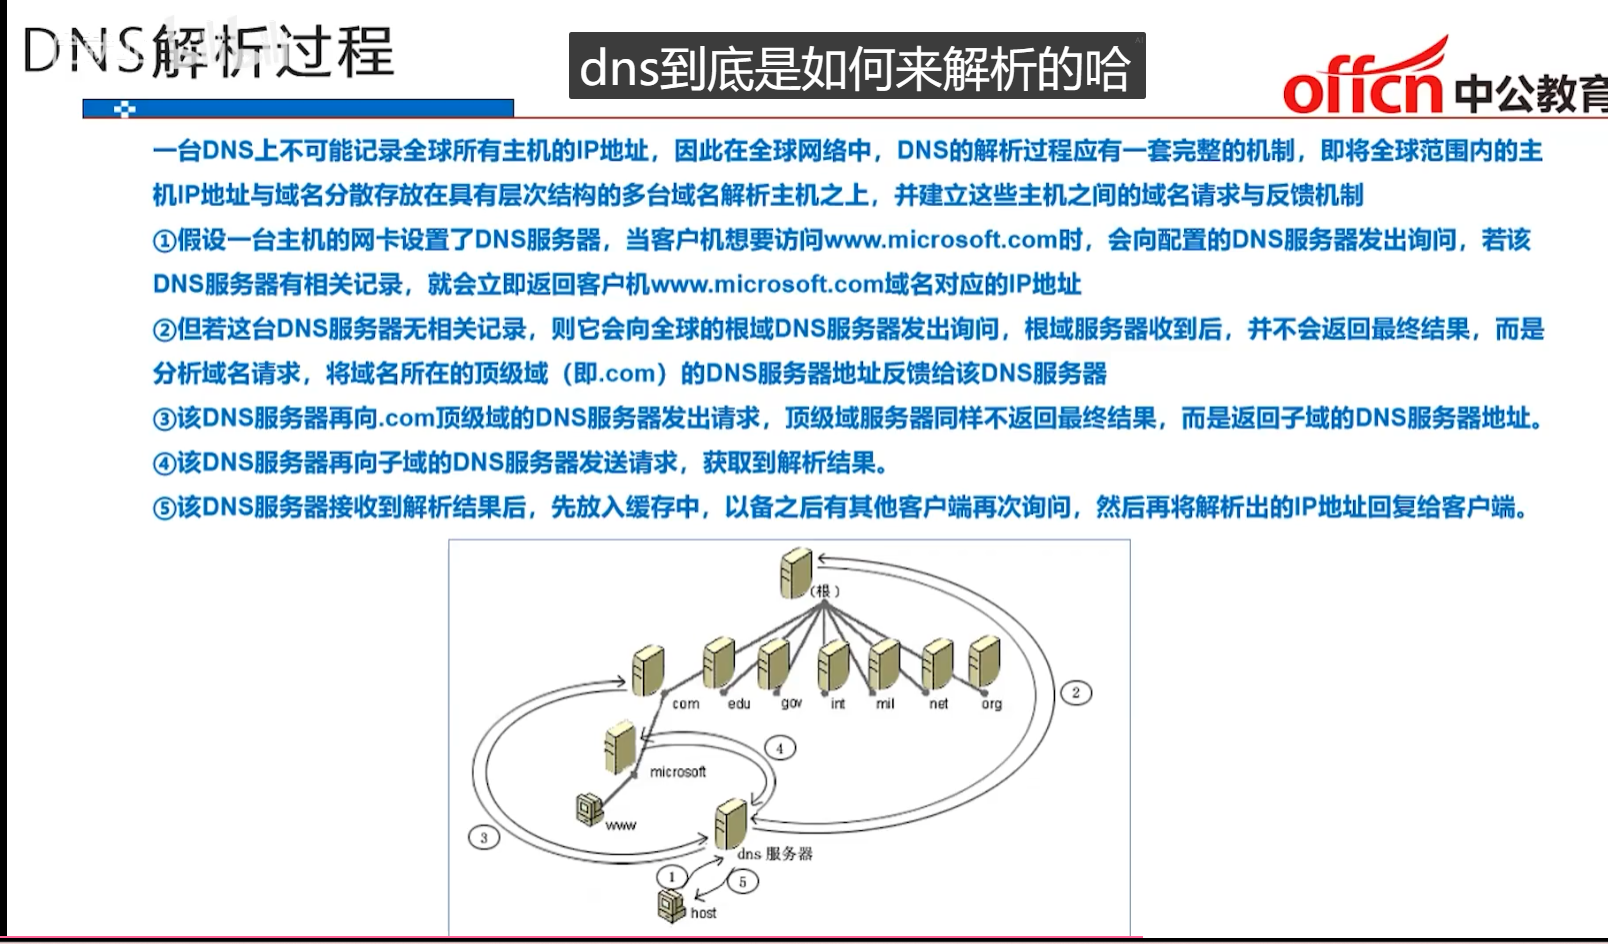 DNS解析过程
dns到底是如何来解析的哈
offcn中公教育
一台DNS上不可能记录全球所有主机的IP地址，因此在全球网络中，DNS的解析过程应有一套完整的机制，即将全球范围内的主
机IP地址与域名分散存放在具有层次结构的多台域名解析主机之上，并建立这些主机之间的域名请求与反馈机制
①假设一台主机的网卡设置了DNS服务器，当客户机想要访问www.microsoft.com时，会向配置的DNS服务器发出询问，若该
DNS服务器有相关记录，就会立即返回客户机www.microsoft.com域名对应的IP地址
②但若这台DNS服务器无相关记录，则它会向全球的根域DNS服务器发出询问，根域服务器收到后，并不会返回最终结果，而是
分析域名请求，将域名所在的顶级域（即.com）的DNS服务器地址反馈给该DNS服务器
③该DNS服务器再向.com顶级域的DNS服务器发出请求，顶级域服务器同样不返回最终结果，而是返回子域的DNS服务器地址。
④该DNS服务器再向子域的DNS服务器发送请求，获取到解析结果。
⑤该DNS服务器接收到解析结果后，先放入缓存中，以备之后有其他客户端再次询问，然后再将解析出的IP地址回复给客户端。
（根）
com edu gov int mil net org
②
④
microsoft
www
③
dns 服务器
① ⑤
host